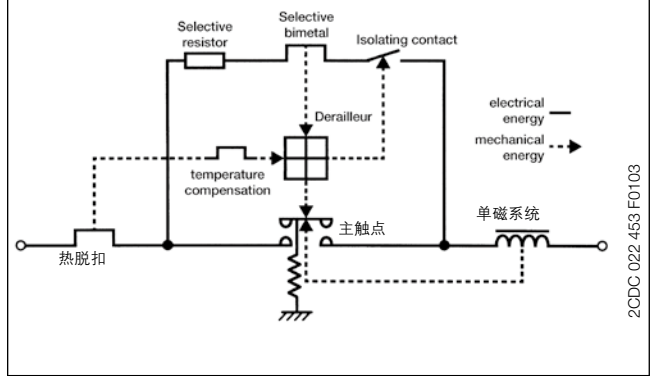 Selective
resistor
Selective
bimetal
Isolating contact
electrical
energy
mechanical
energy
Derailleur
temperature
compensation
主触点
单磁系统
热脱扣
2CDC 022 453 F0103